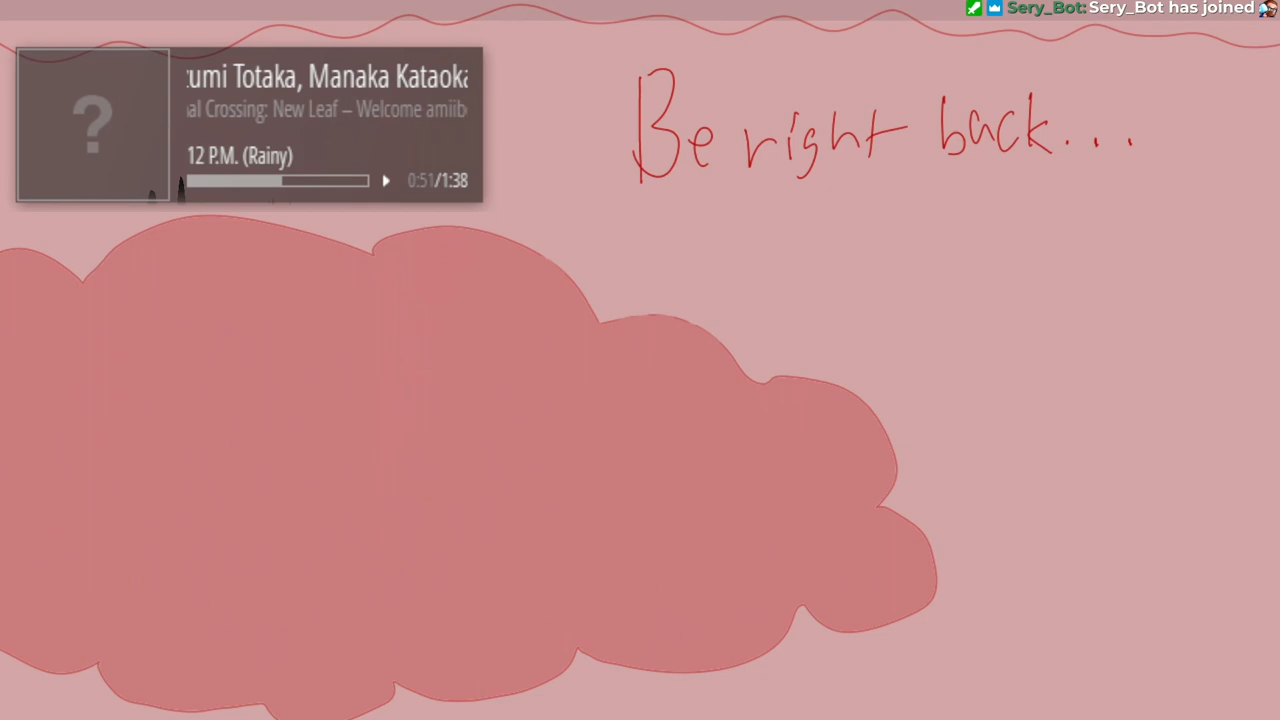 Sery_Bot: Sery_Bot has joined
umi Totaka, Manaka Kataoka
al Crossing: New Leaf – Welcome amiib
12 P.M. (Rainy)
0:51/1:38
?
Be right back...